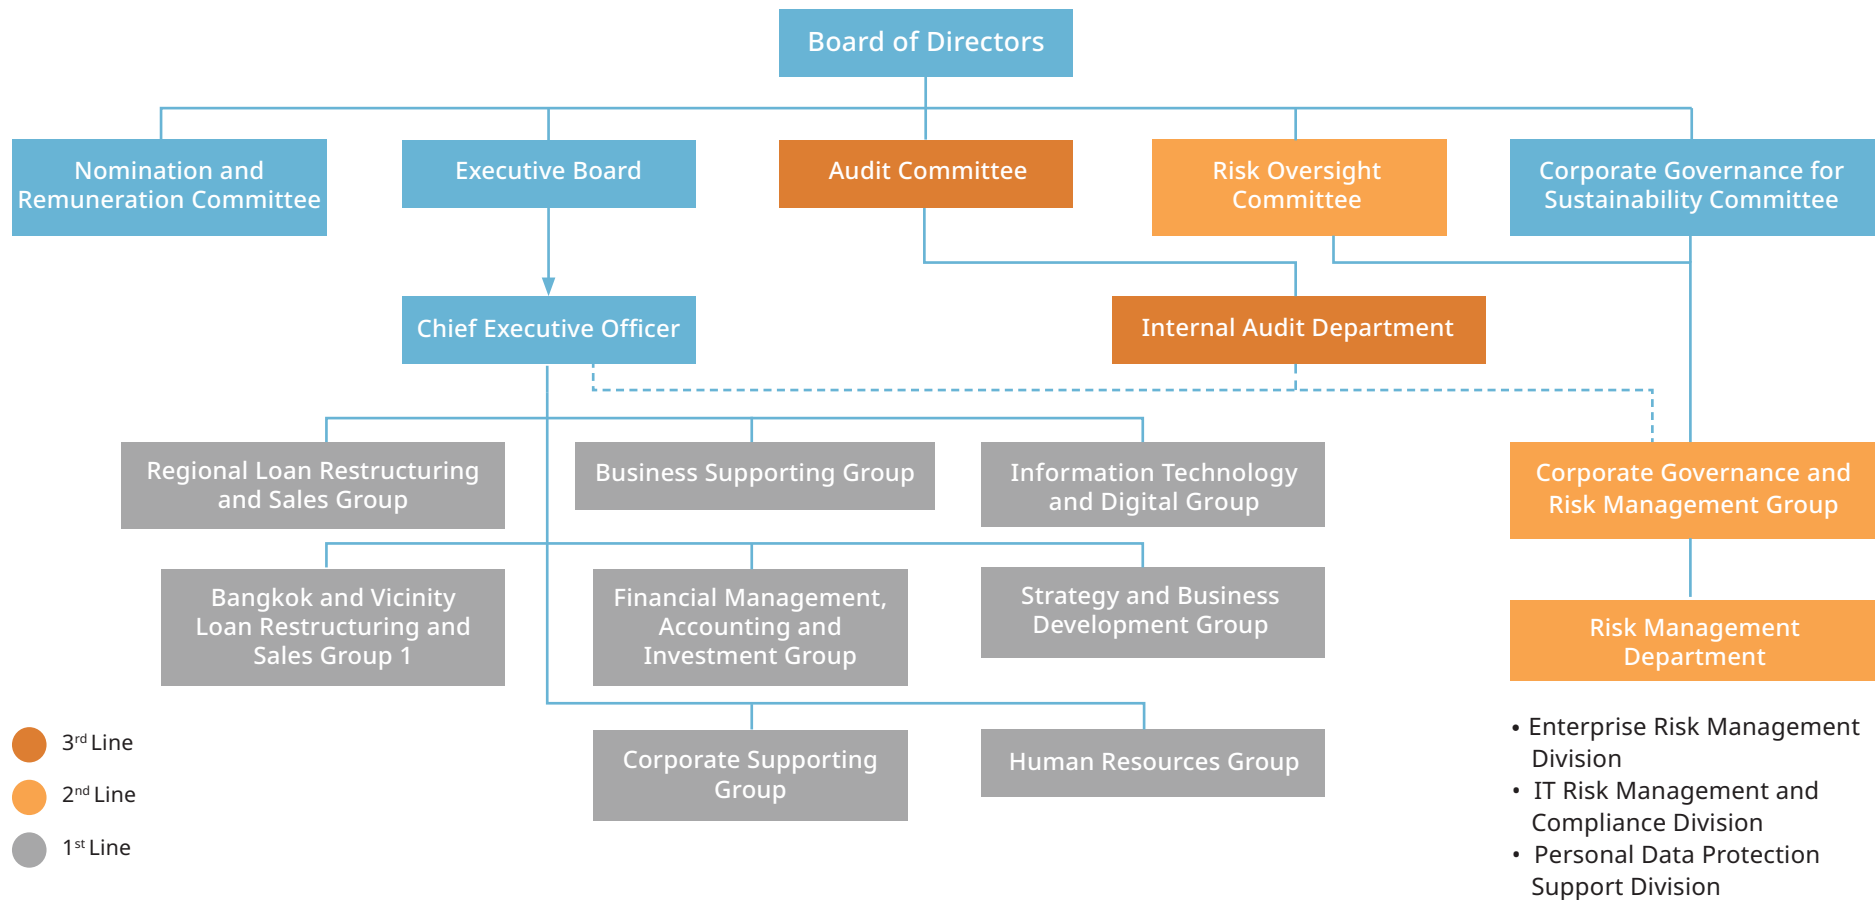 Board of Directors
Nomination and
Remuneration Committee
Executive Board
Audit Committee
Risk Oversight
Committee
Corporate Governance for
Sustainability Committee
Chief Executive Officer
Internal Audit Department
Regional Loan Restructuring
and Sales Group
Business Supporting Group
Information Technology
and Digital Group
Corporate Governance and
Risk Management Group
Bangkok and Vicinity
Loan Restructuring and
Sales Group 1
Financial Management,
Accounting and
Investment Group
Strategy and Business
Development Group
Risk Management
Department
Corporate Supporting
Group
Human Resources Group
3rd Line
2nd Line
1st Line
• Enterprise Risk Management
Division
• IT Risk Management and
Compliance Division
• Personal Data Protection
Support Division